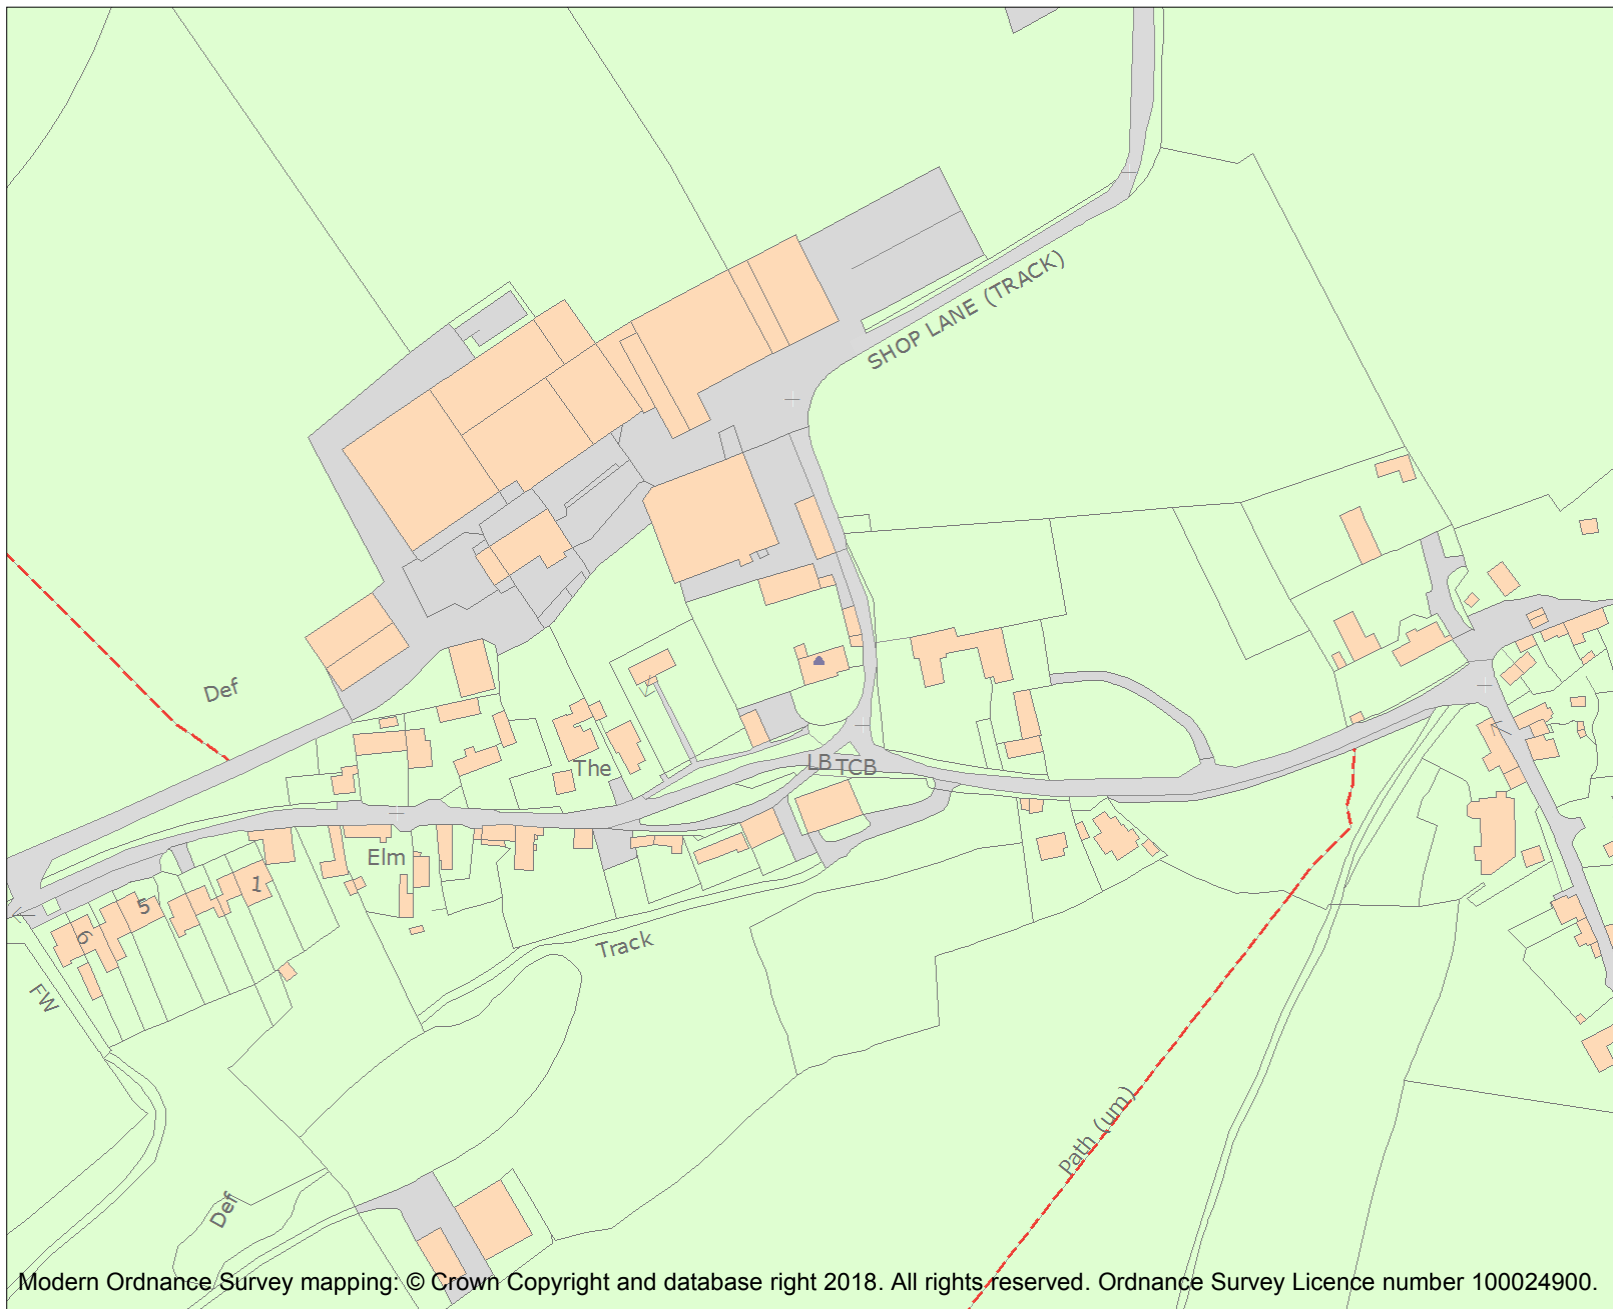 SHOP LANE (TRACK)
Def
The
LB TCB
Elm
1
5
6
Track
FW
Path (um)
Def
Modern Ordnance Survey mapping: © Crown Copyright and database right 2018. All rights reserved. Ordnance Survey Licence number 100024900.